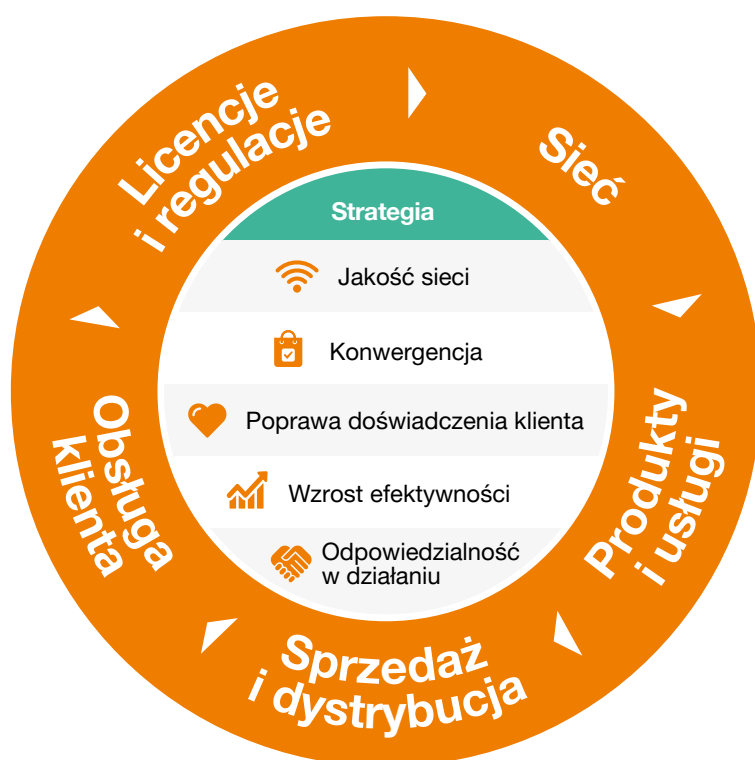 Licencje
i regulacje
Sieć
Produkty
i usługi
Sprzedaż
i dystrybucja
Obsługa
klienta
Strategia
Jakość sieci
Konwergencja
Poprawa doświadczenia klienta
Wzrost efektywności
Odpowiedzialność
w działaniu